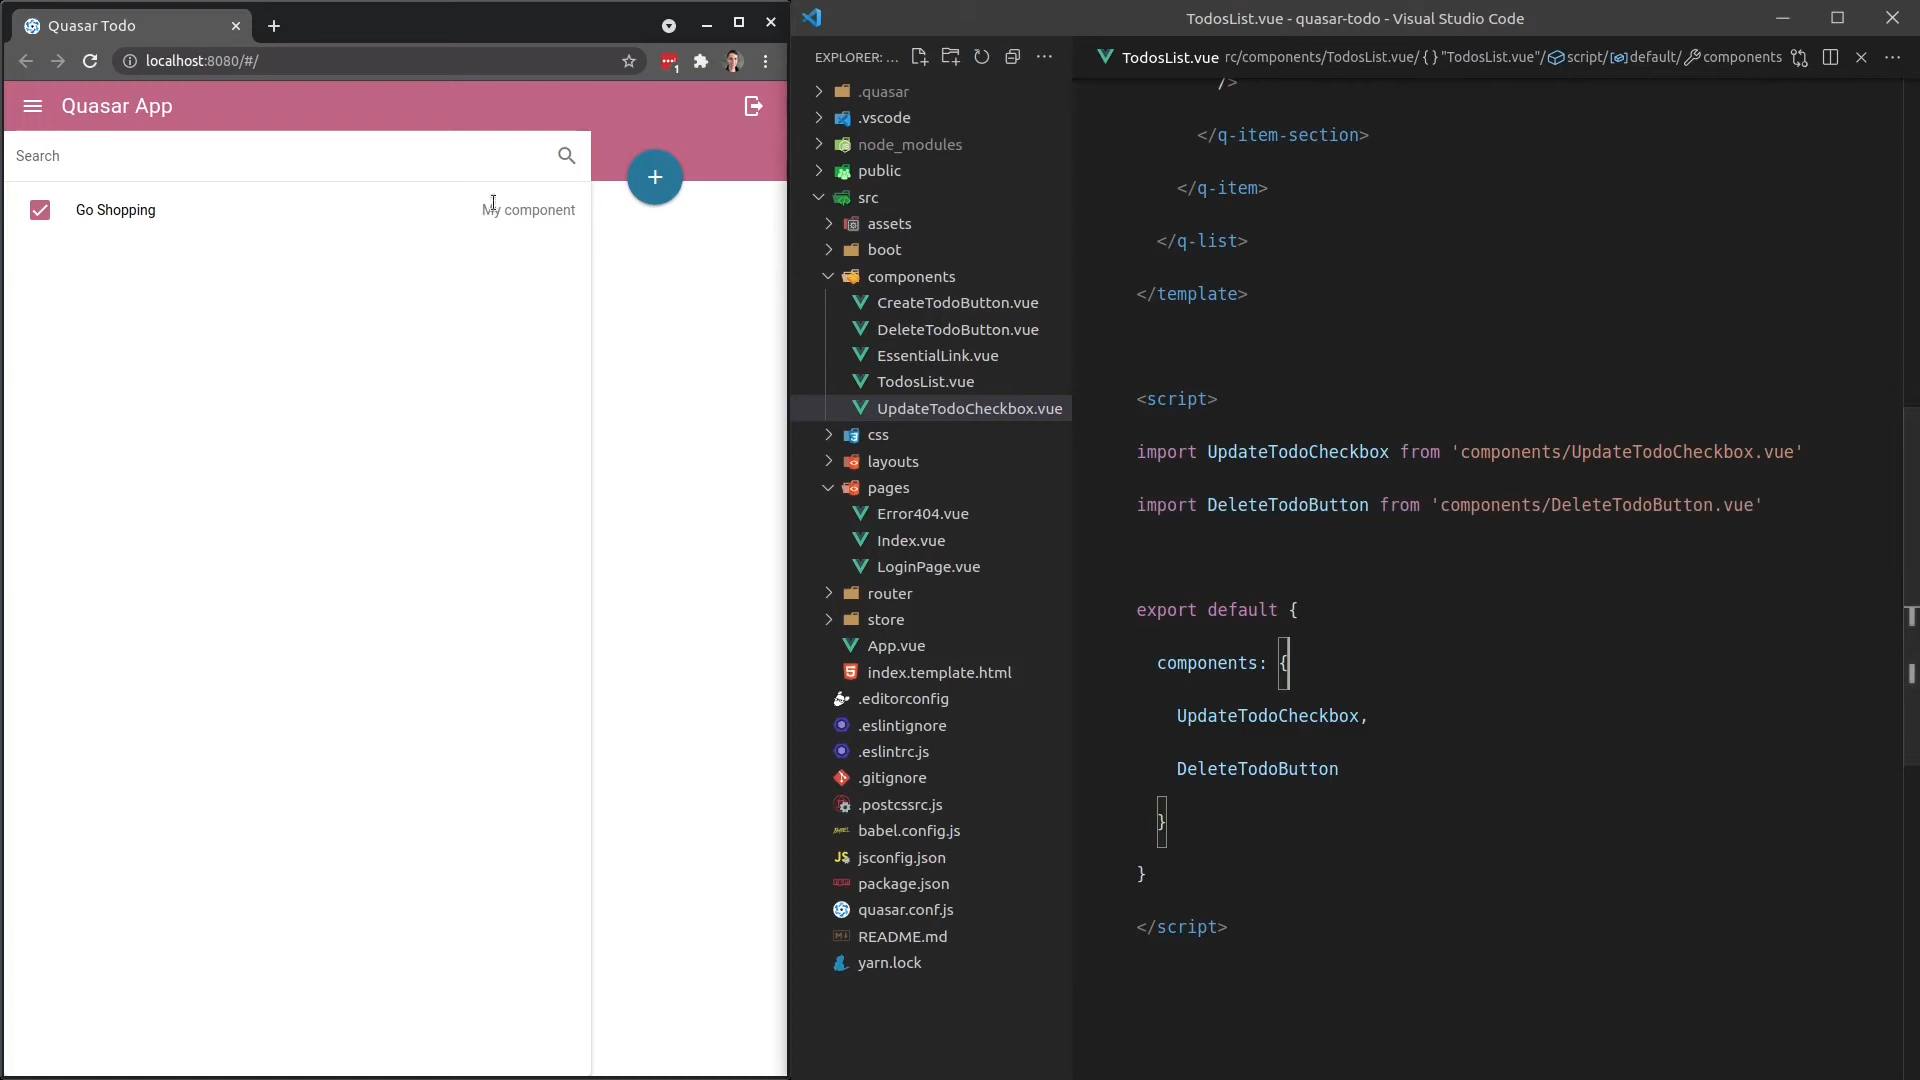 Quasar Todo
localhost:8080/#/
1
Quasar App
Search
Go Shopping
My component
TodosList.vue - quasar-todo - Visual Studio Code
EXPLORER: ...
TodosList.vue rc/components/TodosList.vue/ {} "TodosList.vue"/ script/ default/ components
.quasar
.vscode
node_modules
public
src
assets
boot
components
CreateTodoButton.vue
DeleteTodoButton.vue
EssentialLink.vue
TodosList.vue
UpdateTodoCheckbox.vue
css
layouts
pages
Error404.vue
Index.vue
LoginPage.vue
router
store
App.vue
index.template.html
.editorconfig
.eslintignore
.eslintrc.js
.gitignore
.postcssrc.js
babel.config.js
jsconfig.json
package.json
quasar.conf.js
README.md
yarn.lock
/>
</q-item-section>
</q-item>
</q-list>
</template>
<script>
import UpdateTodoCheckbox from 'components/UpdateTodoCheckbox.vue'
import DeleteTodoButton from 'components/DeleteTodoButton.vue'
export default {
components: {
UpdateTodoCheckbox,
DeleteTodoButton
}
}
</script>